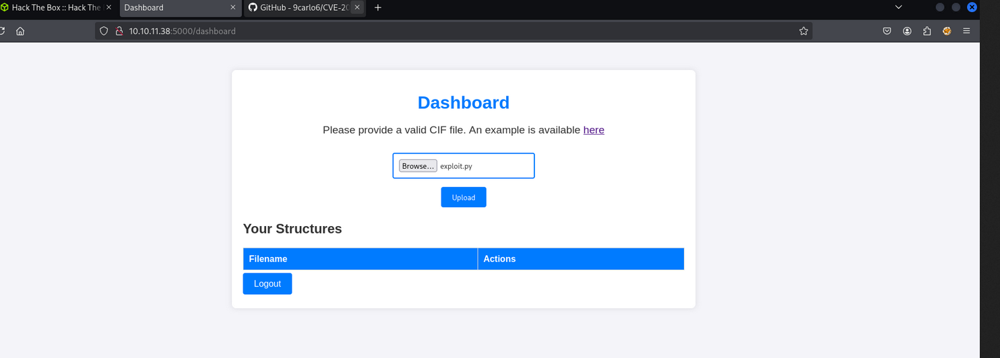 Hack The Box :: Hack The
Dashboard
GitHub - 9carlo6/CVE-20
10.10.11.38:5000/dashboard
Dashboard
Please provide a valid CIF file. An example is available here
Browse... exploit.py
Upload
Your Structures
Filename Actions
Logout